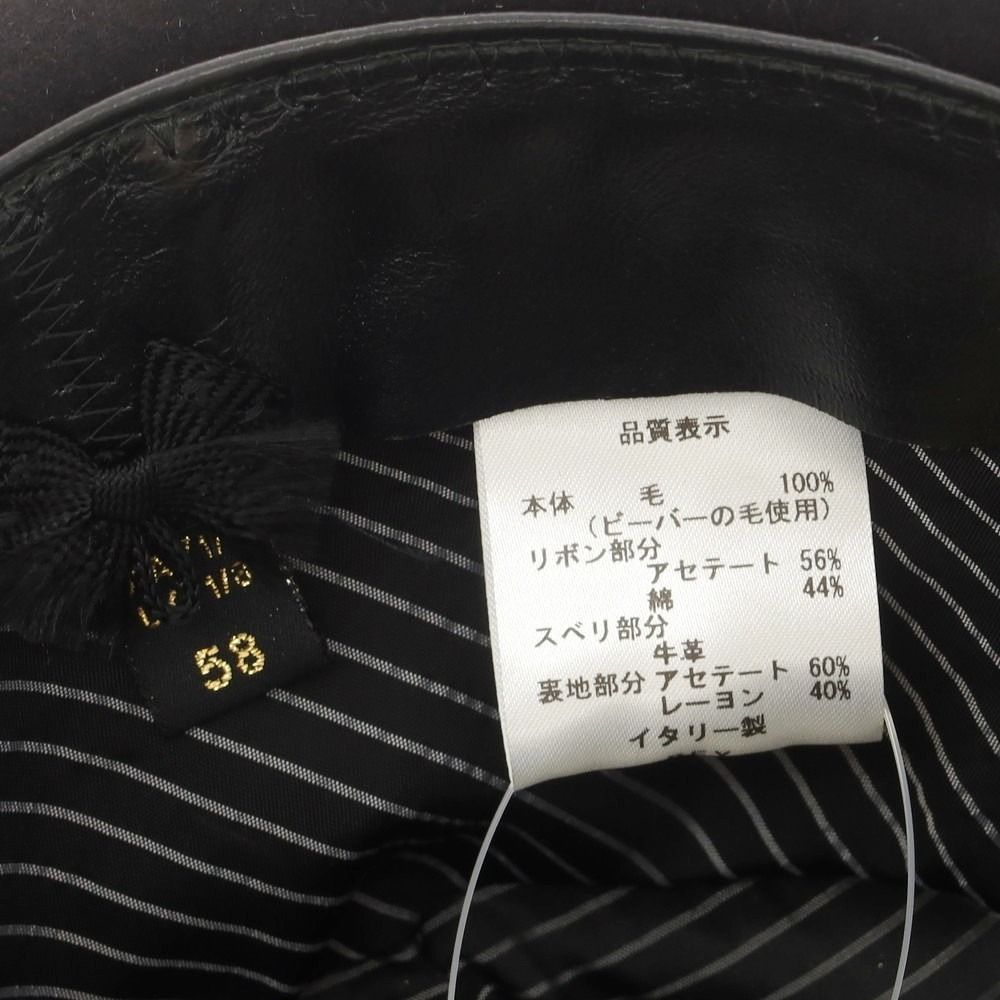 品質表示
本体 毛 100%
（ビーバーの毛使用）
リボン部分
アセテート 56%
綿 44%
スベリ部分
牛革
裏地部分 アセテート 60%
レーヨン 40%
イタリー製
1/8
58